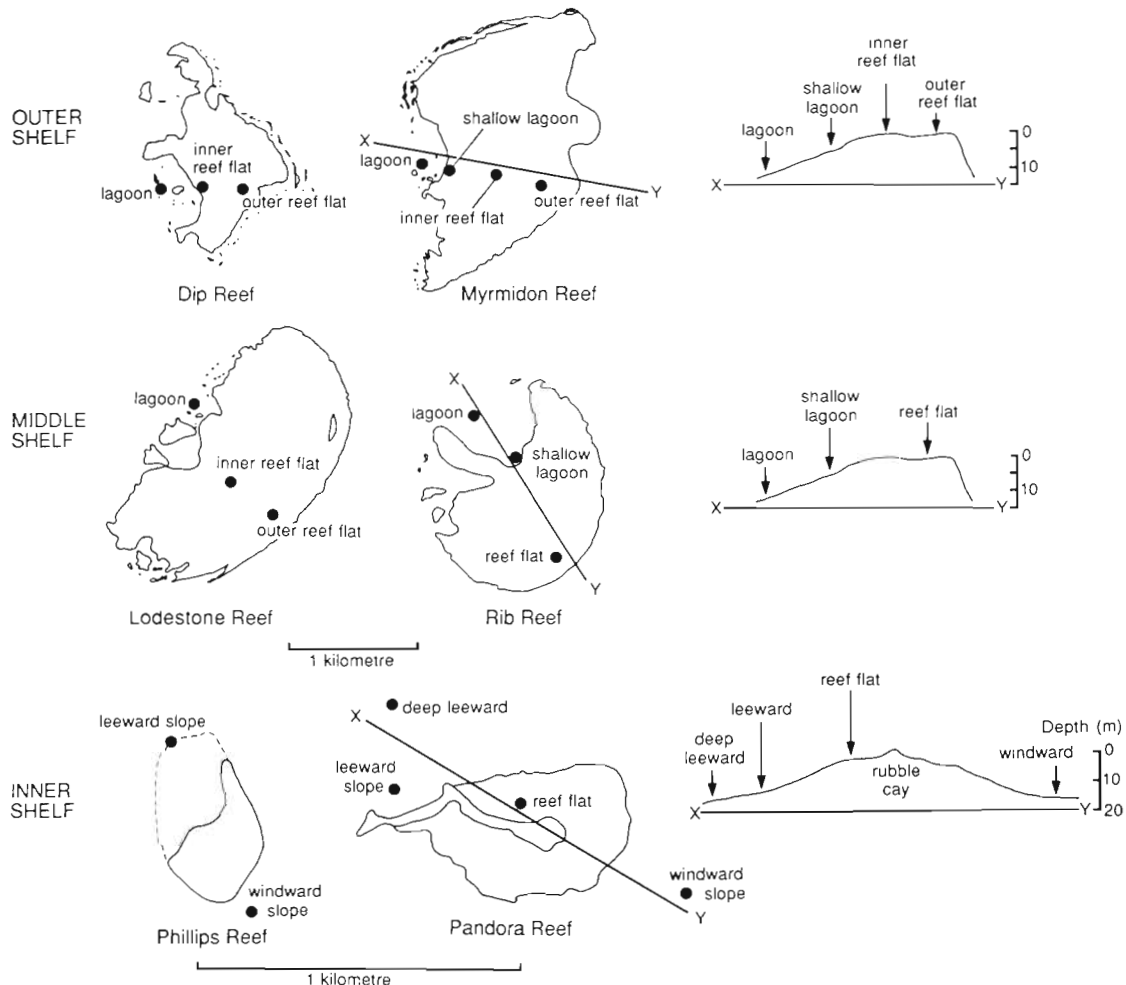 OUTER
SHELF
lagoon
inner
reef flat
outer reef flat
Dip Reef
X
shallow lagoon
lagoon
inner reef flat
outer reef flat
Y
Myrmidon Reef
inner
reef flat
shallow
lagoon
outer
reef flat
lagoon
0
10
X
Y
MIDDLE
SHELF
lagoon
inner reef flat
outer reef flat
Lodestone Reef
X
lagoon
shallow
lagoon
reef flat
Y
Rib Reef
shallow
lagoon
reef flat
lagoon
0
10
X
Y
1 kilometre
INNER
SHELF
leeward slope
windward
slope
Phillips Reef
X
deep leeward
leeward
slope
reef flat
windward
slope
Y
Pandora Reef
reef flat
leeward
deep
leeward
Depth (m)
windward
rubble
cay
0
10
20
X
Y
1 kilometre